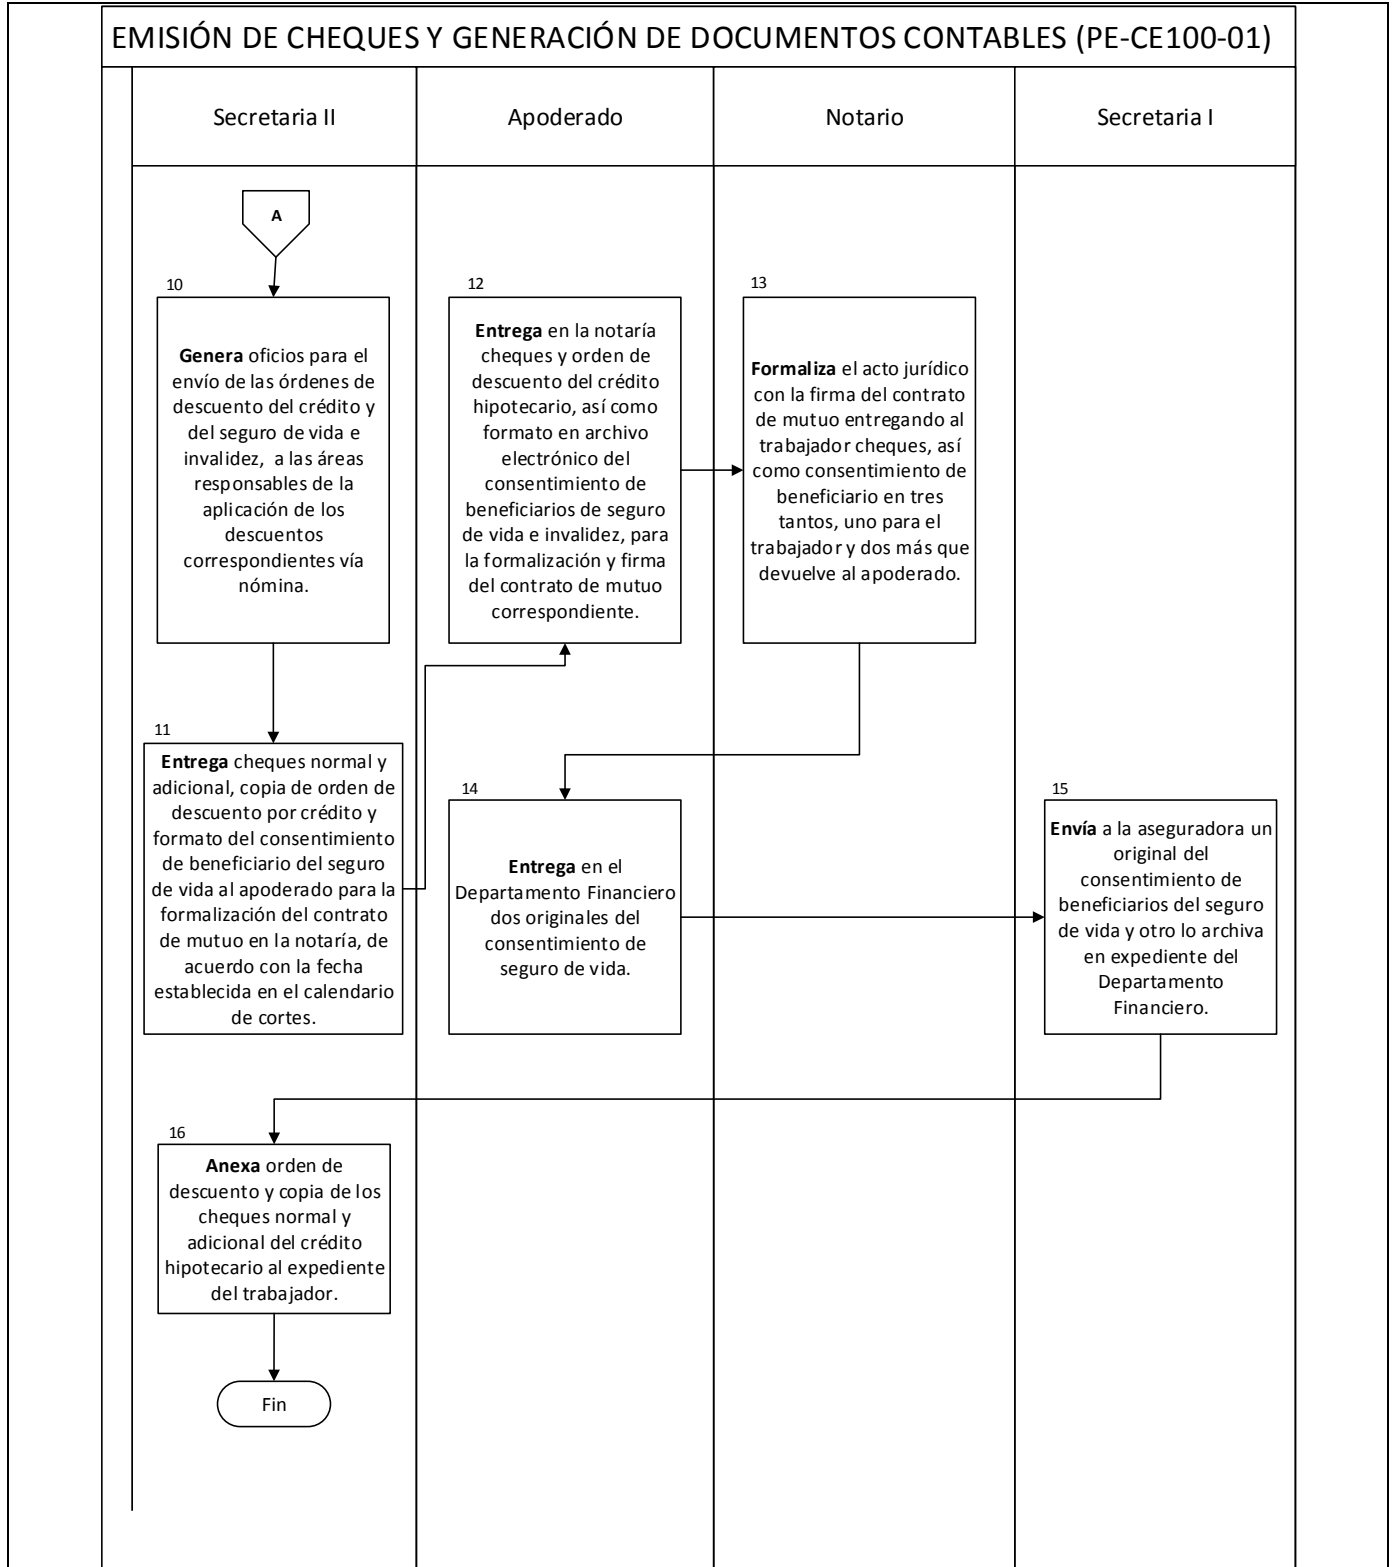 EMISIÓN DE CHEQUES Y GENERACIÓN DE DOCUMENTOS CONTABLES (PE-CE100-01)
Secretaria II
Apoderado
Notario
Secretaria I
A
10
Genera oficios para el
envío de las órdenes de
descuento del crédito y
del seguro de vida e
invalidez, a las áreas
responsables de la
aplicación de los
descuentos
correspondientes vía
nómina.
11
Entrega cheques normal y
adicional, copia de orden de
descuento por crédito y
formato del consentimiento
de beneficiario del seguro
de vida al apoderado para la
formalización del contrato
de mutuo en la notaría, de
acuerdo con la fecha
establecida en el calendario
de cortes.
12
Entrega en la notaría
cheques y orden de
descuento del crédito
hipotecario, así como
formato en archivo
electrónico del
consentimiento de
beneficiarios de seguro
de vida e invalidez, para
la formalización y firma
del contrato de mutuo
correspondiente.
13
Formaliza el acto jurídico
con la firma del contrato
de mutuo entregando al
trabajador cheques, así
como consentimiento de
beneficiario en tres
tantos, uno para el
trabajador y dos más que
devuelve al apoderado.
14
Entrega en el
Departamento Financiero
dos originales del
consentimiento de
seguro de vida.
15
Envía a la aseguradora un
original del
consentimiento de
beneficiarios del seguro
de vida y otro lo archiva
en expediente del
Departamento
Financiero.
16
Anexa orden de
descuento y copia de los
cheques normal y
adicional del crédito
hipotecario al expediente
del trabajador.
Fin